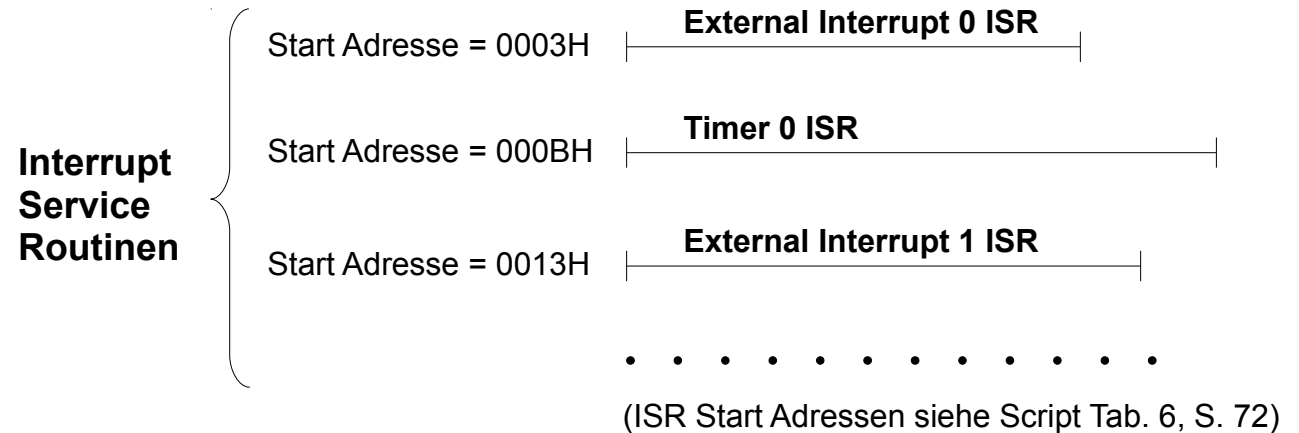 Interrupt
Service
Routinen
Start Adresse = 0003H
External Interrupt 0 ISR
Start Adresse = 000BH
Timer 0 ISR
Start Adresse = 0013H
External Interrupt 1 ISR
(ISR Start Adressen siehe Script Tab. 6, S. 72)